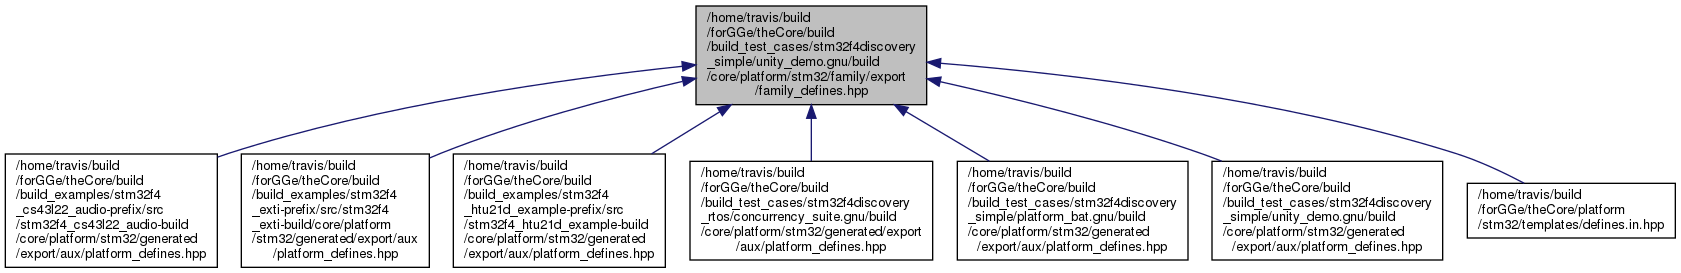 /home/travis/build
/forGGe/theCore/build
/build_test_cases/stm32f4discovery
_simple/unity_demo.gnu/build
/core/platform/stm32/family/export
/family_defines.hpp
/home/travis/build
/forGGe/theCore/build
/build_examples/stm32f4
_cs43l22_audio-prefix/src
/stm32f4_cs43l22_audio-build
/core/platform/stm32/generated
/export/aux/platform_defines.hpp
/home/travis/build
/forGGe/theCore/build
/build_examples/stm32f4
_exti-prefix/src/stm32f4
_exti-build/core/platform
/stm32/generated/export/aux
/platform_defines.hpp
/home/travis/build
/forGGe/theCore/build
/build_examples/stm32f4
_htu21d_example-prefix/src
/stm32f4_htu21d_example-build
/core/platform/stm32/generated
/export/aux/platform_defines.hpp
/home/travis/build
/forGGe/theCore/build
/build_test_cases/stm32f4discovery
_rtos/concurrency_suite.gnu/build
/core/platform/stm32/generated/export
/aux/platform_defines.hpp
/home/travis/build
/forGGe/theCore/build
/build_test_cases/stm32f4discovery
_simple/platform_bat.gnu/build
/core/platform/stm32/generated
/export/aux/platform_defines.hpp
/home/travis/build
/forGGe/theCore/build
/build_test_cases/stm32f4discovery
_simple/unity_demo.gnu/build
/core/platform/stm32/generated
/export/aux/platform_defines.hpp
/home/travis/build
/forGGe/theCore/platform
/stm32/templates/defines.in.hpp